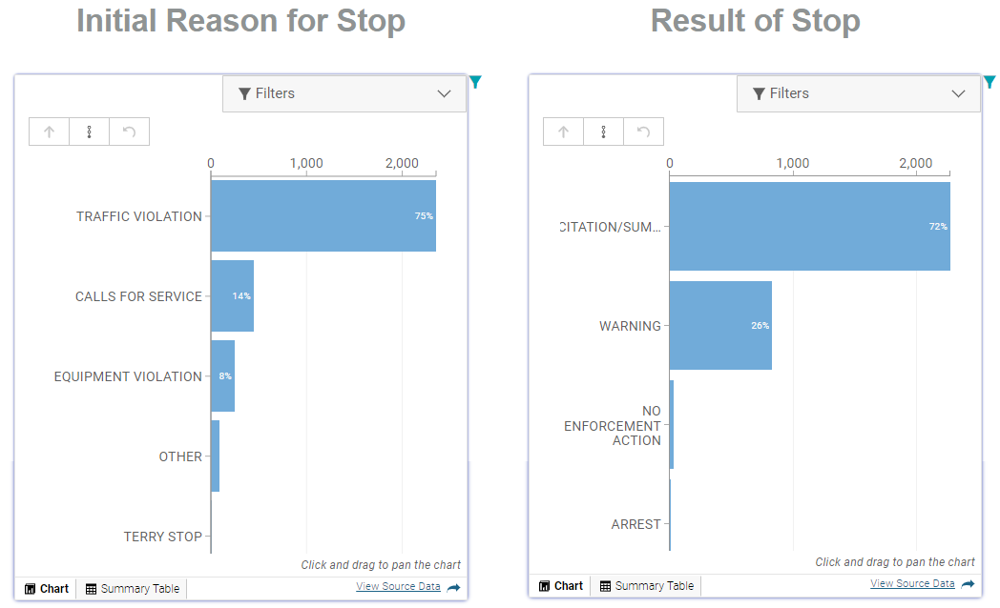 Initial Reason for Stop
Filters
0 1,000 2,000
TRAFFIC VIOLATION
75%
CALLS FOR SERVICE
14%
EQUIPMENT VIOLATION
8%
OTHER
TERRY STOP
Click and drag to pan the chart
Chart
Summary Table
View Source Data
Result of Stop
Filters
0 1,000 2,000
CITATION/SUM...
72%
WARNING
26%
NO
ENFORCEMENT
ACTION
ARREST
Click and drag to pan the chart
Chart
Summary Table
View Source Data